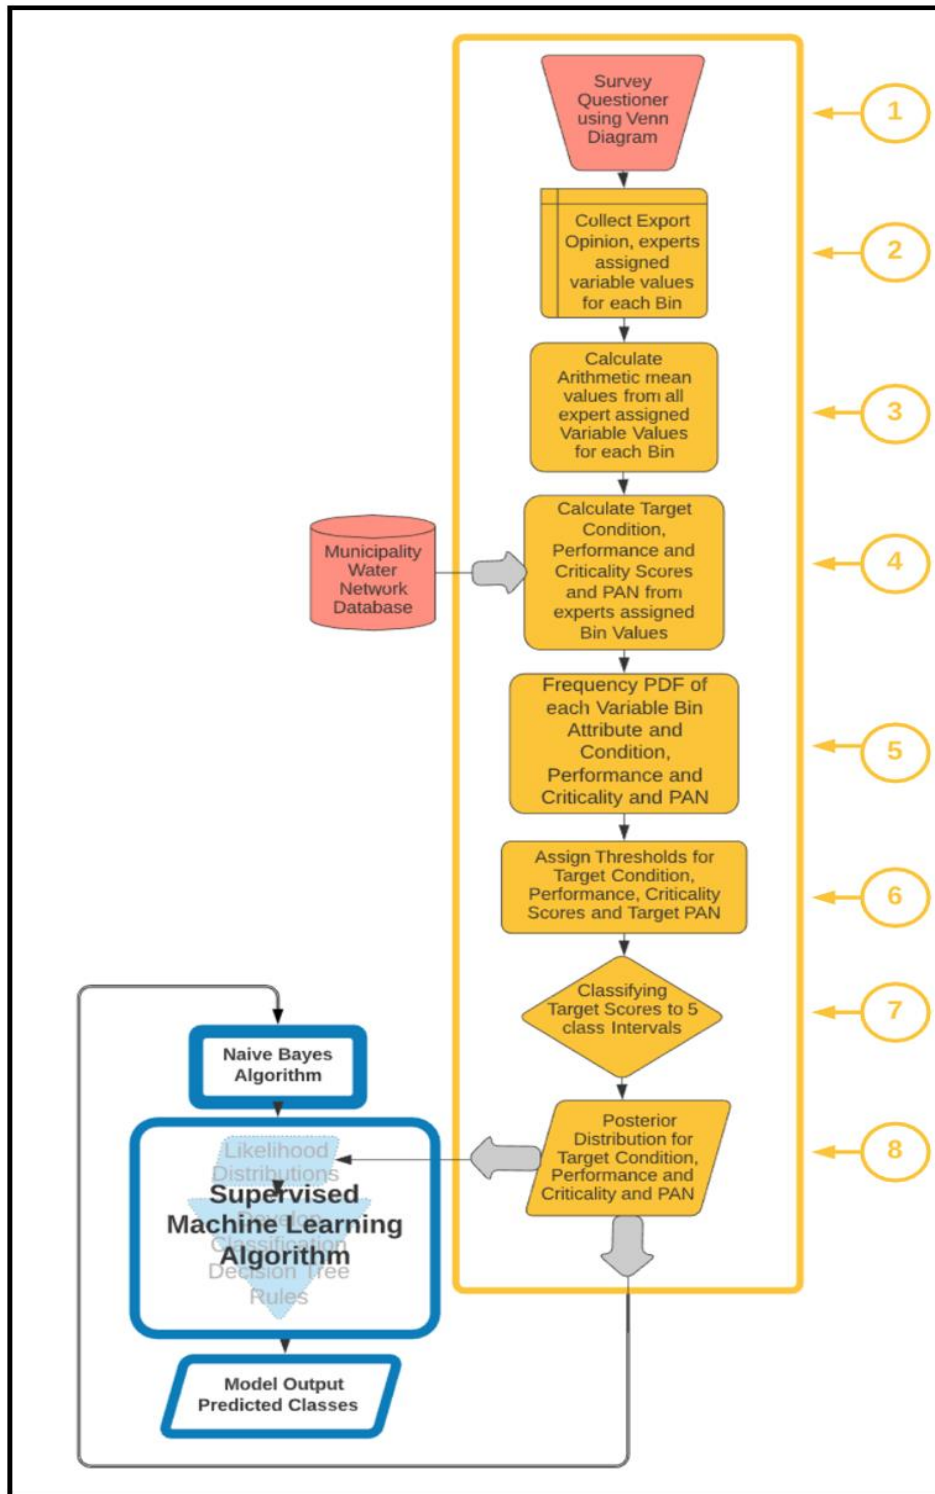 Survey
Questioner
using Venn
Diagram
1
Collect Export
Opinion, experts
assigned
variable values
for each Bin
2
Calculate
Arithmetic mean
values from all
expert assigned
Variable Values
for each Bin
3
Municipality
Water
Network
Database
Calculate Target
Condition,
Performance and
Criticality Scores
and PAN from
experts assigned
Bin Values
4
Frequency PDF of
each Variable Bin
Attribute and
Condition,
Performance and
Criticality and PAN
5
Assign Thresholds for
Target Condition,
Performance, Criticality
Scores and Target PAN
6
Classifying
Target Scores to 5
class Intervals
7
Posterior
Distribution for
Target Condition,
Performance and
Criticality and PAN
8
Naive Bayes
Algorithm
Likelihood
Distributions
Supervised
Machine Learning
Algorithm
Develop
Classification
Decision Tree
Rules
Model Output
Predicted Classes